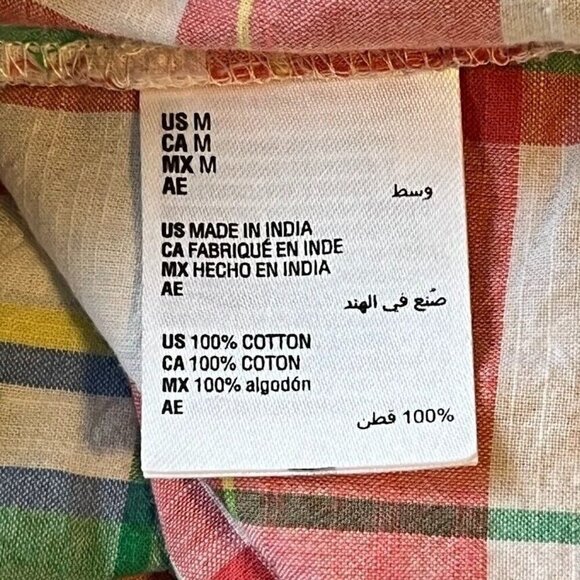 US M
CA M
MX M
AE
وسط
US MADE IN INDIA
CA FABRIQUÉ EN INDE
MX HECHO EN INDIA
AE
صُنع في الهند
US 100% COTTON
CA 100% COTON
MX 100% algodón
AE
100% قطن